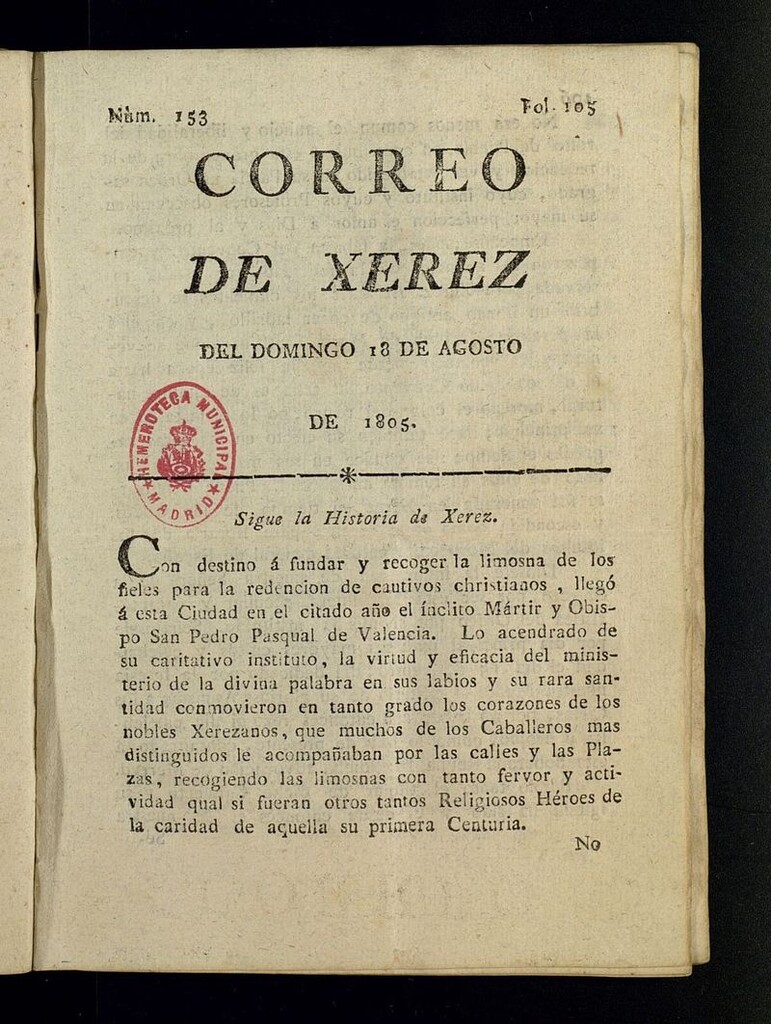 Núm. 153
Fol. 105
CORREO
DE XEREZ
DEL DOMINGO 18 DE AGOSTO
DE 1805.
HEMEROTECA MUNICIPAL
★ MADRID ★
Sigue la Historia de Xerez.
Con destino á fundar y recoger la limosna de los
fieles para la redencion de cautivos christianos , llegó
á esta Ciudad en el citado año el ínclito Mártir y Obis-
po San Pedro Pasqual de Valencia. Lo acendrado de
su caritativo instituto, la virtud y eficacia del minis-
terio de la divina palabra en sus labios y su rara san-
tidad conmovieron en tanto grado los corazones de los
nobles Xerezanos, que muchos de los Caballeros mas
distinguidos le acompañaban por las calles y las Pla-
zas, recogiendo las limosnas con tanto fervor y acti-
vidad qual si fueran otros tantos Religiosos Héroes de
la caridad de aquella su primera Centuria.
No